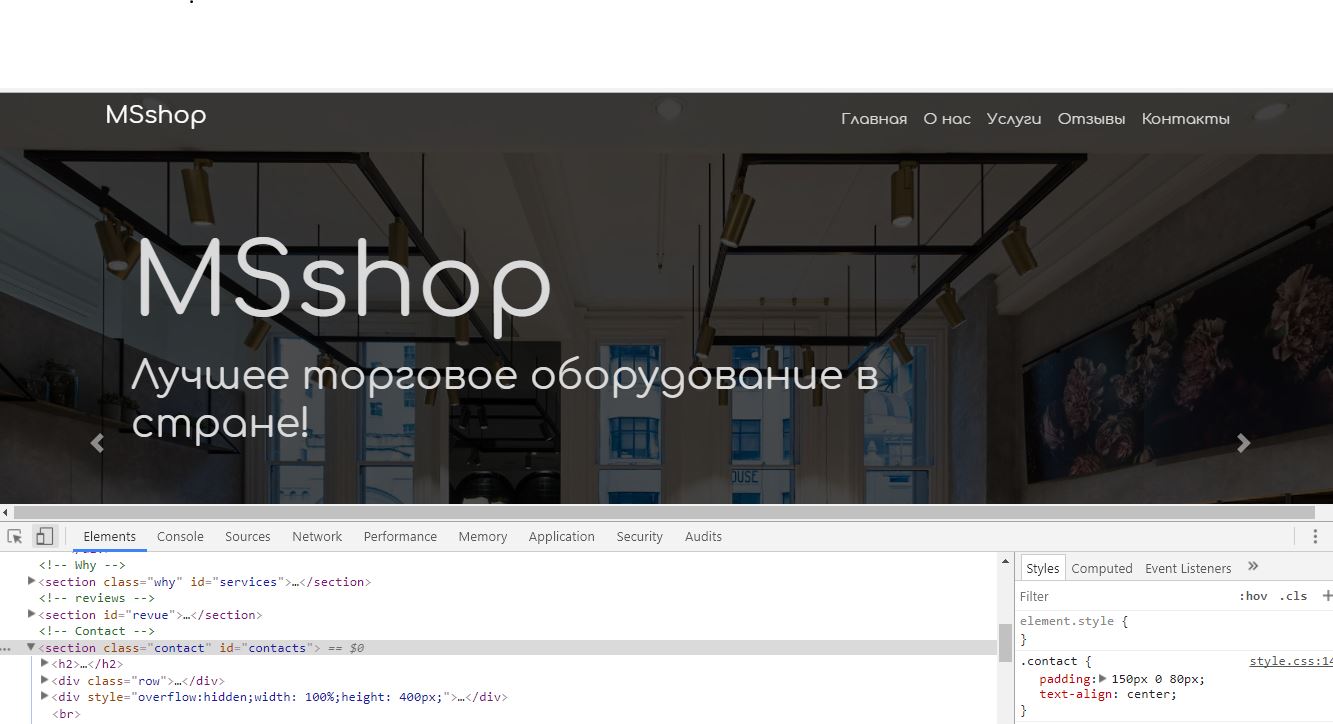 MSshop
Главная О нас Услуги Отзывы Контакты
MSshop
Лучшее торговое оборудование в
стране!
OUSE
Elements Console Sources Network Performance Memory Application Security Audits
<!-- Why -->
<section class="why" id="services">…</section>
<!-- reviews -->
<section id="revue">…</section>
<!-- Contact -->
... <section class="contact" id="contacts"> == $0
<h2>…</h2>
<div class="row">…</div>
<div style="overflow:hidden;width: 100%;height: 400px;">…</div>
<br>
Styles Computed Event Listeners »
Filter :hov .cls +
element.style {
}
.contact { style.css:14
padding: 150px 0 80px;
text-align: center;
}